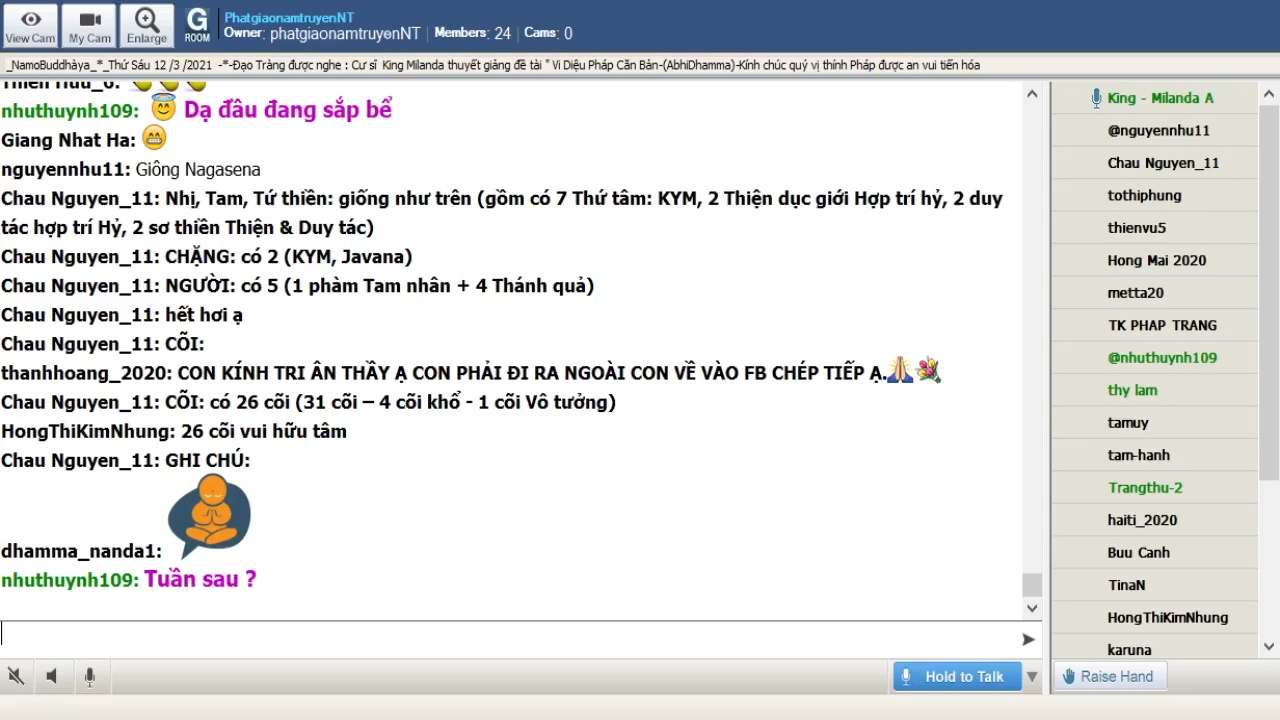 View Cam
My Cam
Enlarge
G
ROOM
PhatgiaonamtruyenNT
Owner: phatgiaonamtruyenNT | Members: 24 | Cams: 0
_NamoBuddhàya_*_Thứ Sáu 12 /3 /2021 -*-Đạo Tràng được nghe : Cư sĩ King Milanda thuyết giảng đề tài " Vi Diệu Pháp Căn Bản-(AbhiDhamma)-Kính chúc quý vị thính Pháp được an vui tiến hóa
nhuthuynh109: Dạ đâu đang sắp bể
Giang Nhat Ha:
nguyennhu11: Giông Nagasena
Chau Nguyen_11: Nhị, Tam, Tứ thiền: giống như trên (gồm có 7 Thứ tâm: KYM, 2 Thiện dục giới Hợp trí hỷ, 2 duy
tác hợp trí Hỷ, 2 sơ thiền Thiện & Duy tác)
Chau Nguyen_11: CHẶNG: có 2 (KYM, Javana)
Chau Nguyen_11: NGƯỜI: có 5 (1 phàm Tam nhân + 4 Thánh quả)
Chau Nguyen_11: hết hơi ạ
Chau Nguyen_11: CÕI:
thanhhoang_2020: CON KÍNH TRI ÂN THẦY Ạ CON PHẢI ĐI RA NGOÀI CON VỀ VÀO FB CHÉP TIẾP Ạ.
Chau Nguyen_11: CÕI: có 26 cõi (31 cõi – 4 cõi khổ - 1 cõi Vô tưởng)
HongThiKimNhung: 26 cõi vui hữu tâm
Chau Nguyen_11: GHI CHÚ:
dhamma_nanda1:
nhuthuynh109: Tuần sau ?
Hold to Talk
King - Milanda A
@nguyennhu11
Chau Nguyen_11
tothiphung
thienvu5
Hong Mai 2020
metta20
TK PHAP TRANG
@nhuthuynh109
thy lam
tamuy
tam-hanh
Trangthu-2
haiti_2020
Buu Canh
TinaN
HongThiKimNhung
karuna
Raise Hand